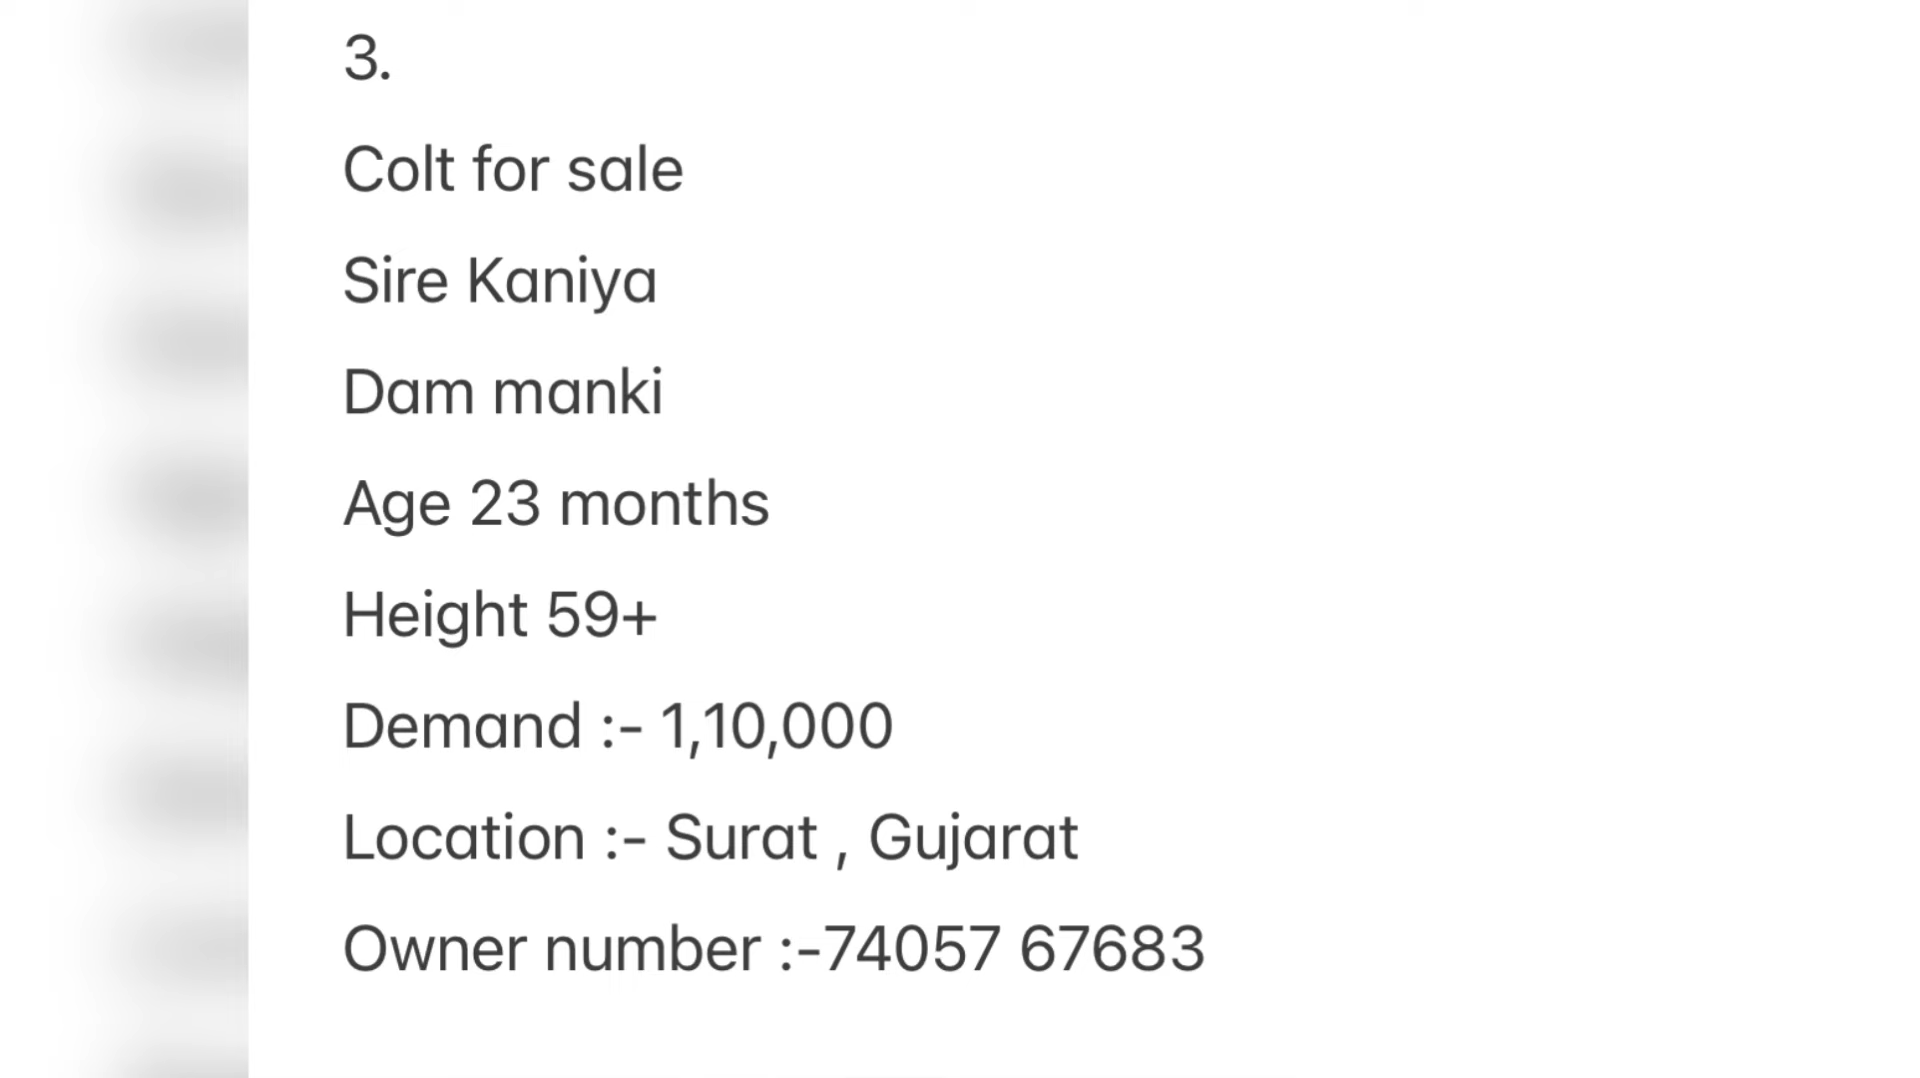 3.
Colt for sale
Sire Kaniya
Dam manki
Age 23 months
Height 59+
Demand :- 1,10,000
Location :- Surat , Gujarat
Owner number :-74057 67683